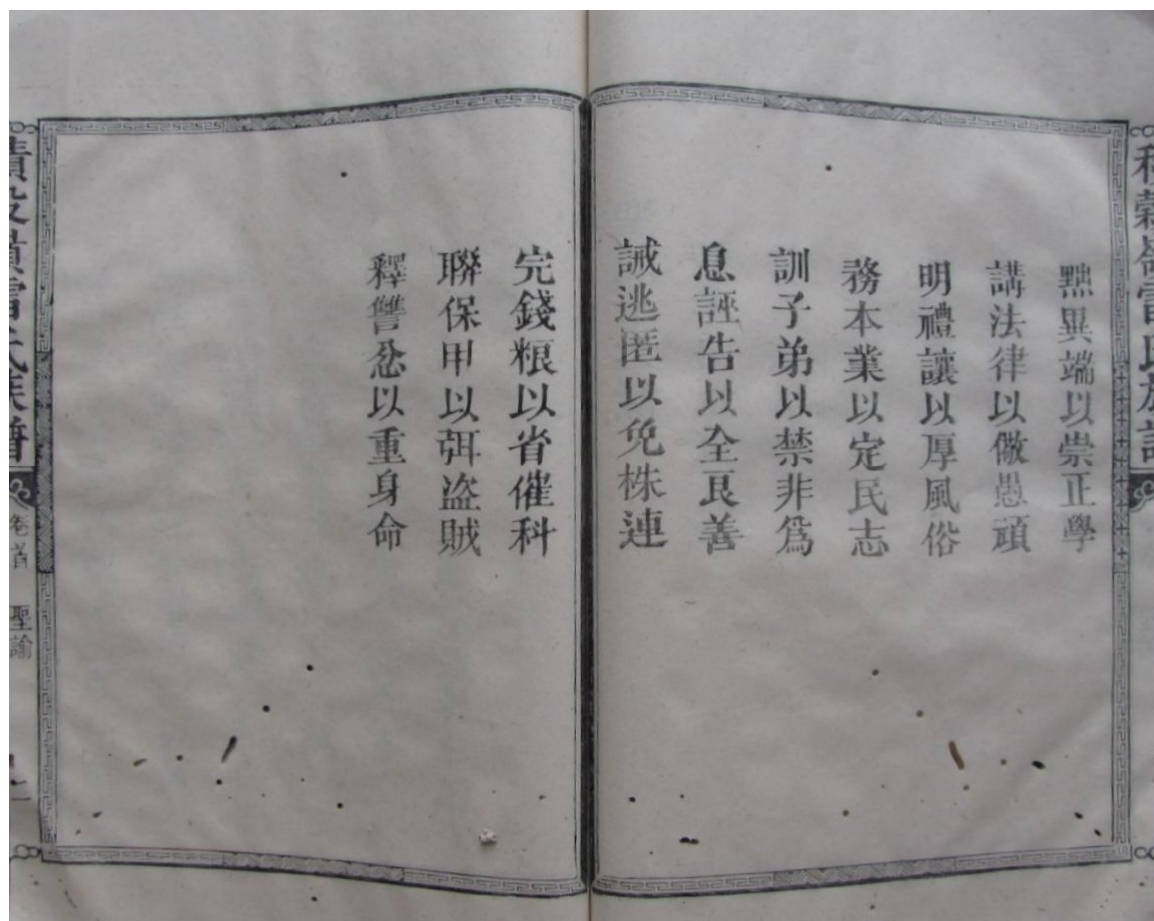 黜異端以崇正學
講法律以儆愚頑
明禮讓以厚風俗
務本業以定民志
訓子弟以禁非爲
息誣告以全良善
誡逃匿以免株連
完錢粮以省催科
聯保甲以弭盜賊
釋讐忿以重身命
氏族譜 卷首 聖諭